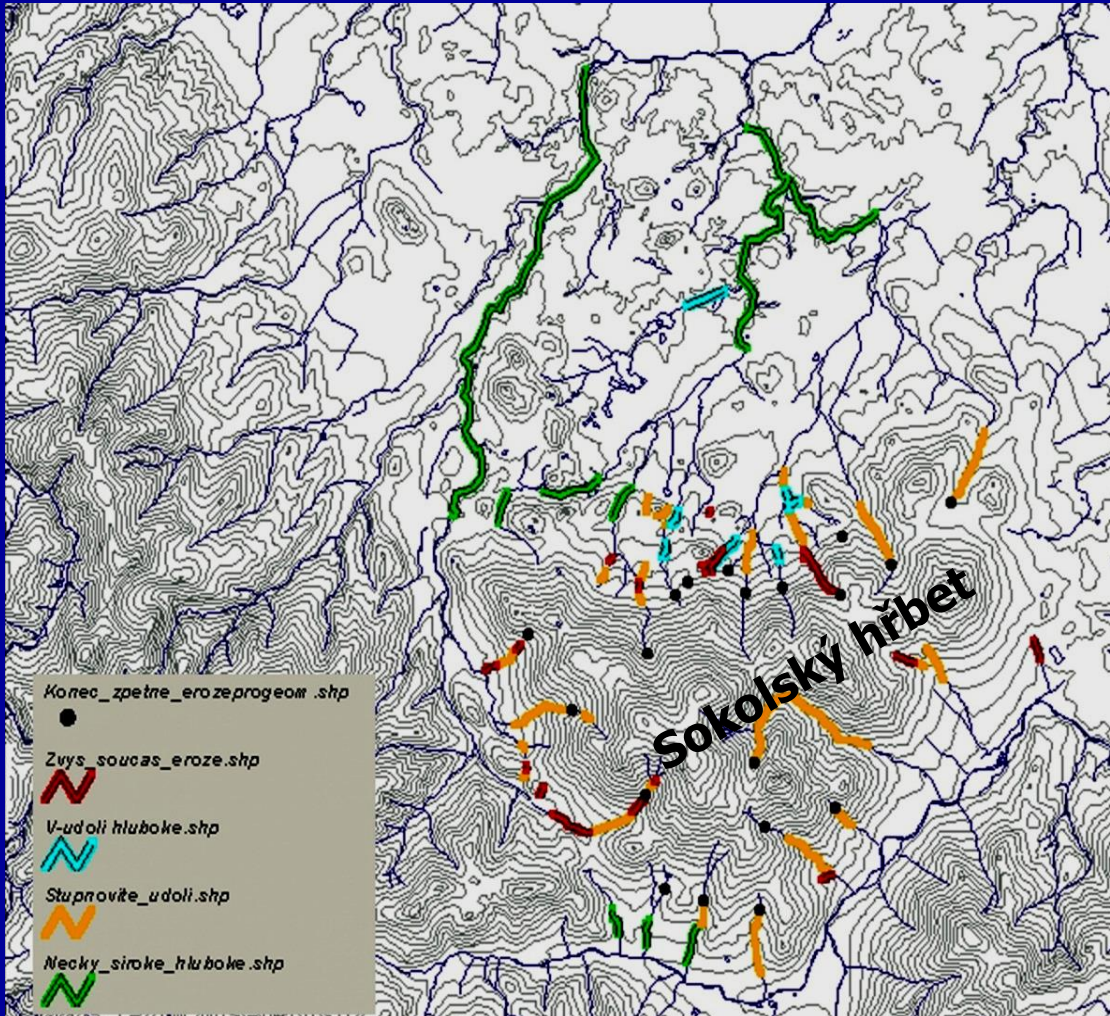 Sokolský hřbet
Konec_zpetne_erozeprogeom .shp
Zvys_soucas_eroze.shp
V-udoli hluboke.shp
Stupnovite_udoli.shp
Necky_siroke_hluboke.shp